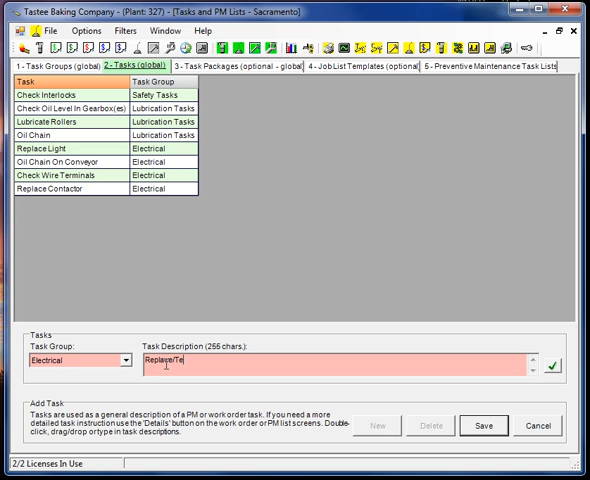 Tastee Baking Company - (Plant: 327) - [Tasks and PM Lists - Sacramento]
File Options Filters Window Help
1 - Task Groups (global) 2 - Tasks (global) 3 - Task Packages (optional - global) 4 - Job List Templates (optional) 5 - Preventive Maintenance Task Lists
Task Task Group
Check Interlocks Safety Tasks
Check Oil Level In Gearbox(es) Lubrication Tasks
Lubricate Rollers Lubrication Tasks
Oil Chain Lubrication Tasks
Replace Light Electrical
Oil Chain On Conveyor Electrical
Check Wire Terminals Electrical
Replace Contactor Electrical
Tasks
Task Group: Task Description (255 chars.):
Electrical Replave/Te
Add Task
Tasks are used as a general description of a PM or work order task. If you need a more
detailed task instruction use the 'Details' button on the work order or PM list screens. Double-
click, drag/drop or type in task descriptions.
New Delete Save Cancel
2/2 Licenses In Use